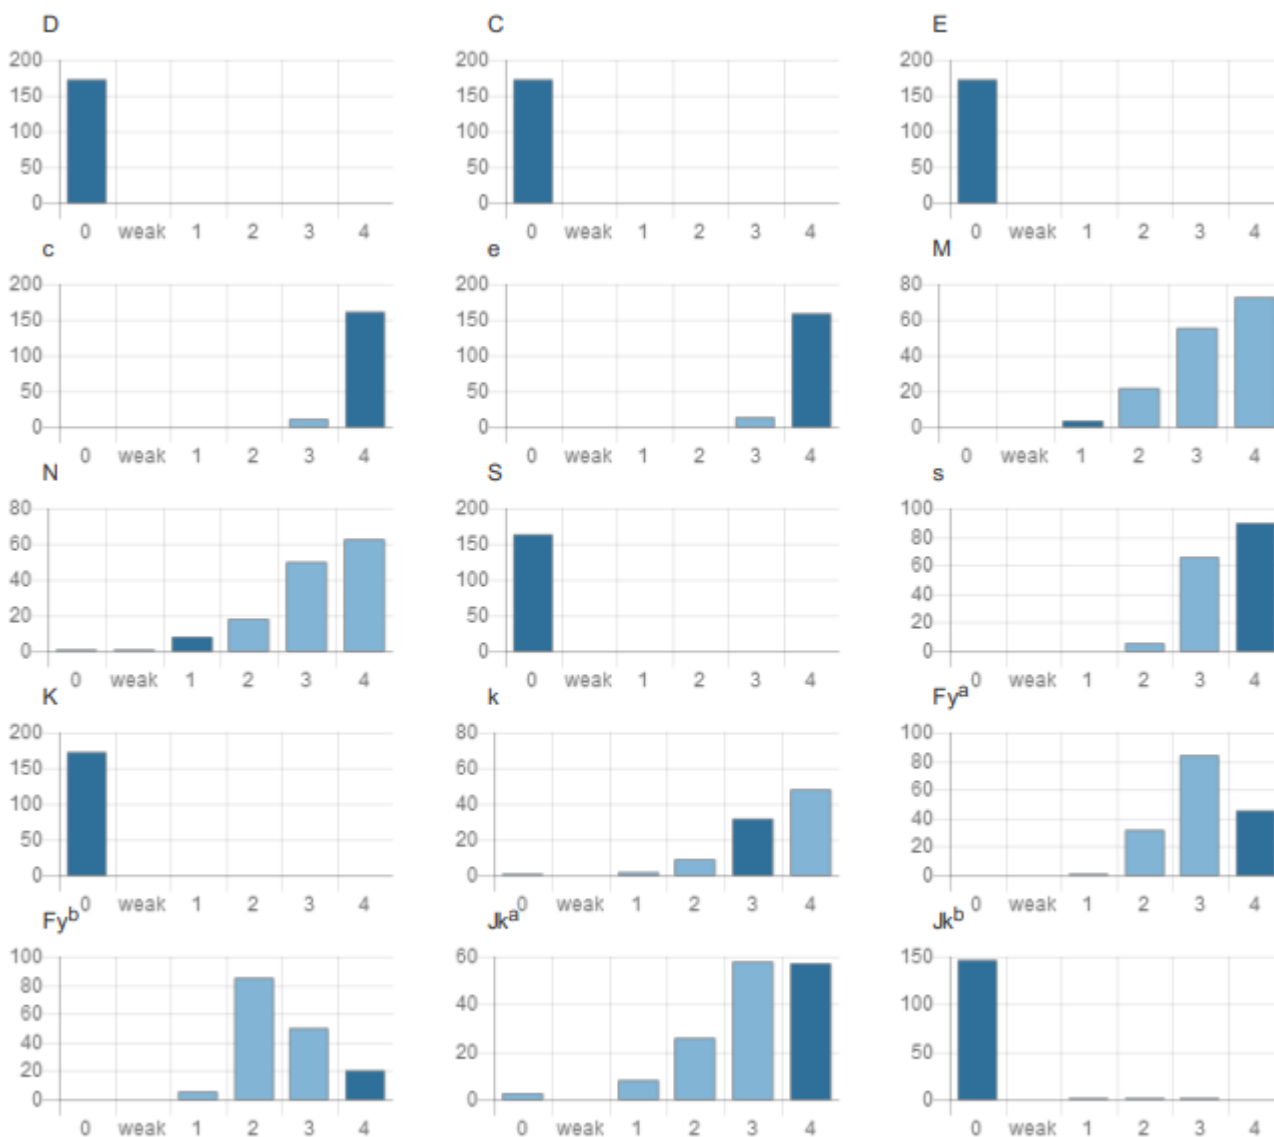 D C E
200 200 200
150 150 150
100 100 100
50 50 50
0 0 0
0 weak 1 2 3 4 0 weak 1 2 3 4 0 weak 1 2 3 4
c e M
200 200 80
150 150 60
100 100 40
50 50 20
0 0 0
0 weak 1 2 3 4 0 weak 1 2 3 4 0 weak 1 2 3 4
N S s
80 200 100
60 150 80
40 100 60
20 50 40
0 0 20
0
0 weak 1 2 3 4 0 weak 1 2 3 4 0 weak 1 2 3 4
K k Fyᵃ
200 80 100
150 60 80
100 40 60
50 20 40
0 0 20
0
0 weak 1 2 3 4 0 weak 1 2 3 4 0 weak 1 2 3 4
Fyᵇ Jkᵃ Jkᵇ
100 60 150
80 40 100
60 20 50
40 0 0
20
0
0 weak 1 2 3 4 0 weak 1 2 3 4 0 weak 1 2 3 4